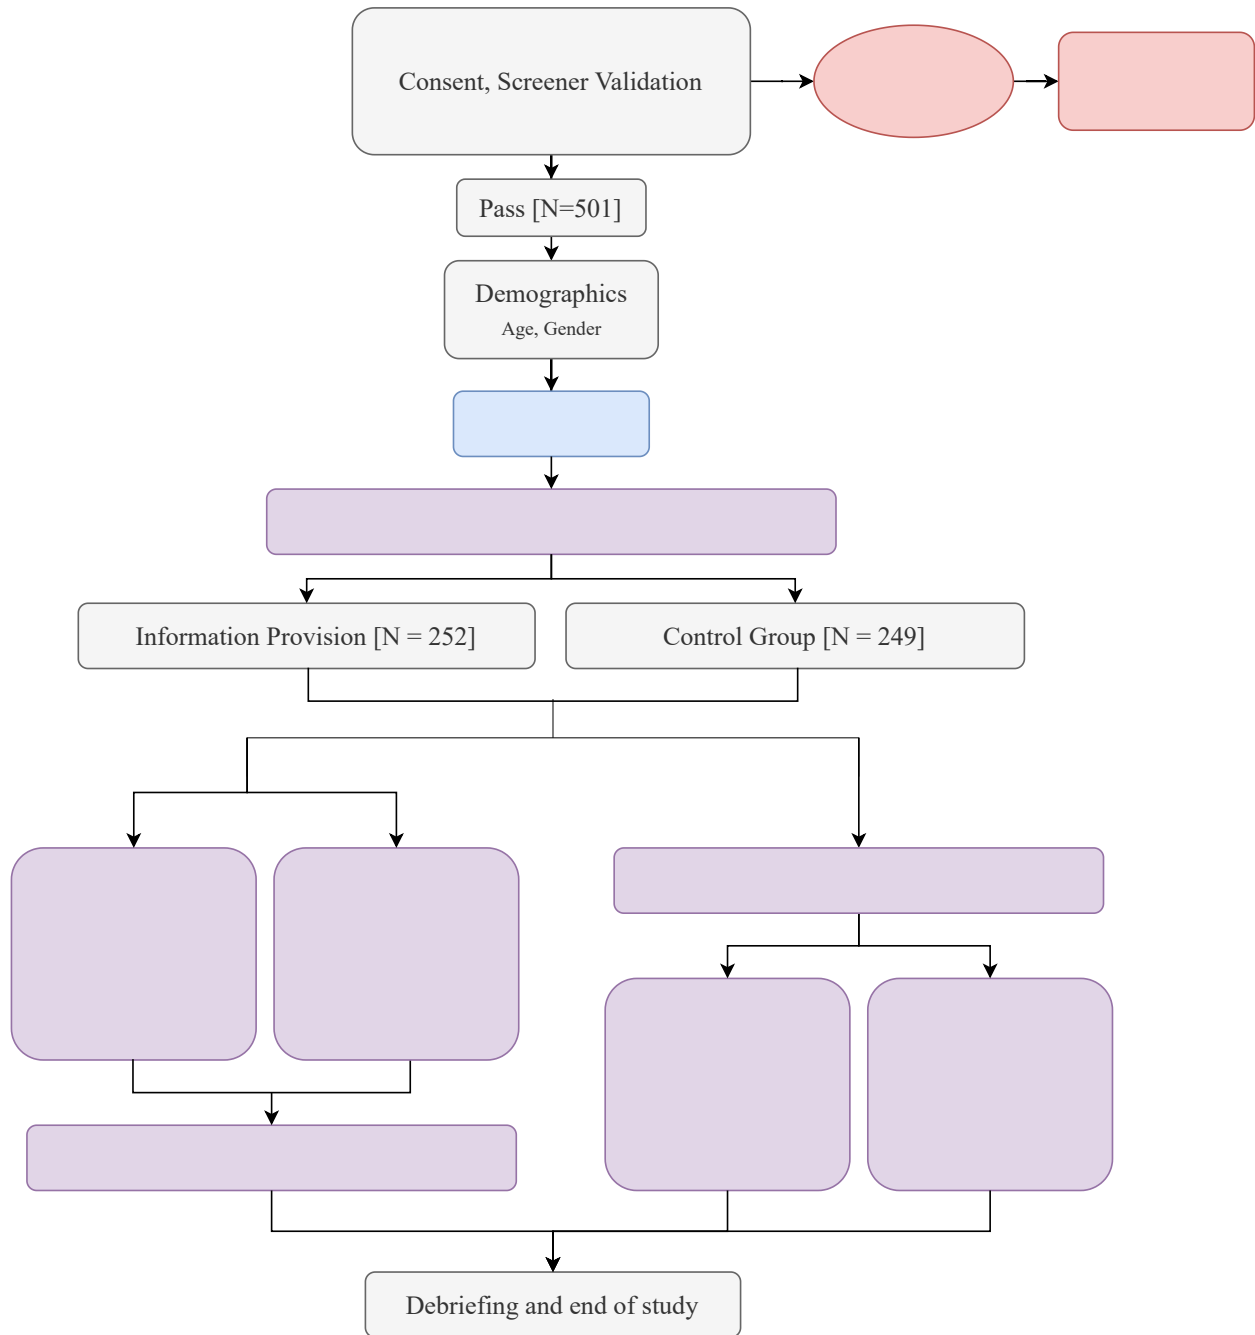 Consent, Screener Validation
Pass [N=501]
Demographics
Age, Gender
Information Provision [N = 252]
Control Group [N = 249]
Debriefing and end of study